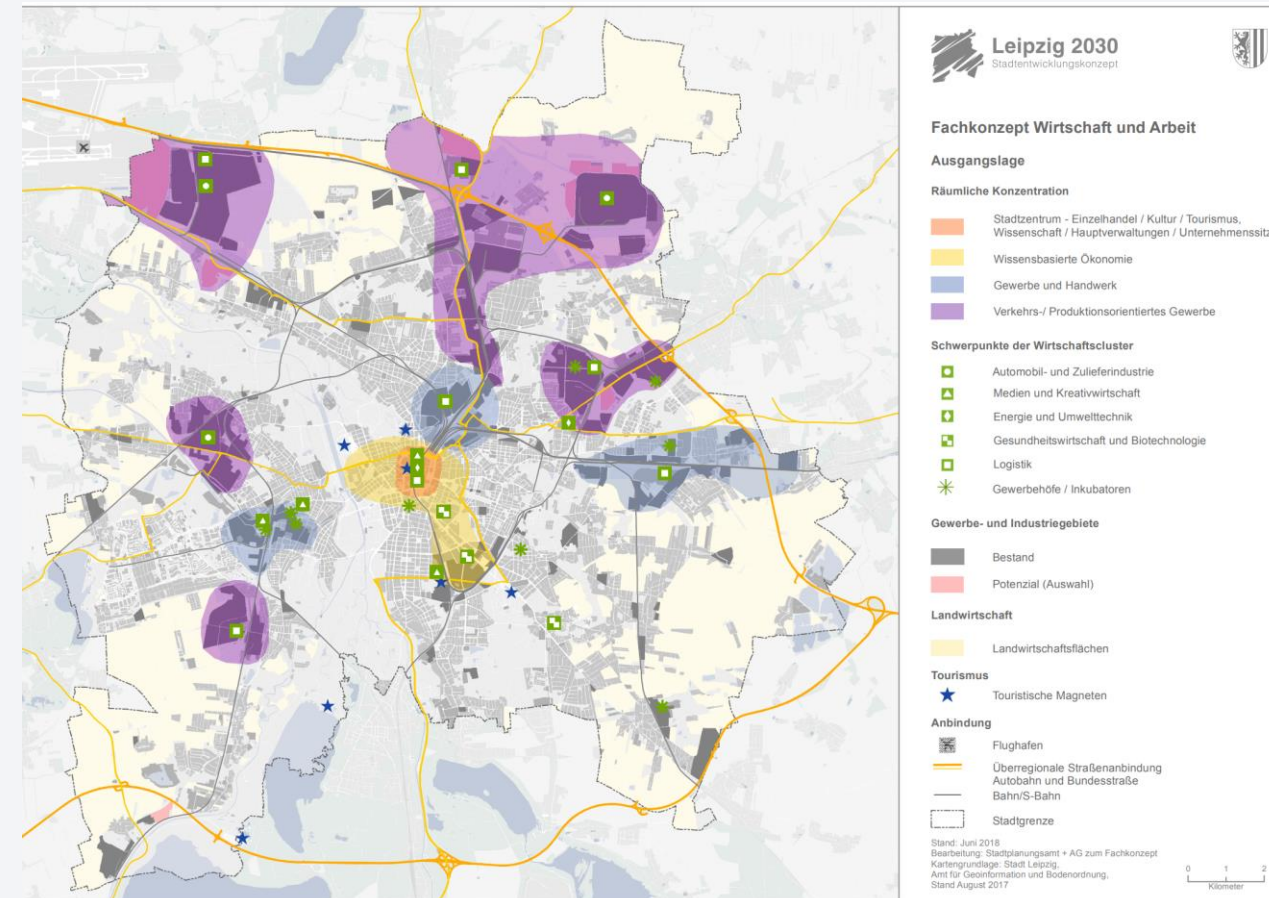 Leipzig 2030
Stadtentwicklungskonzept
Fachkonzept Wirtschaft und Arbeit
Ausgangslage
Räumliche Konzentration
Stadtzentrum - Einzelhandel / Kultur / Tourismus,
Wissenschaft / Hauptverwaltungen / Unternehmenssitz
Wissensbasierte Ökonomie
Gewerbe und Handwerk
Verkehrs-/ Produktionsorientiertes Gewerbe
Schwerpunkte der Wirtschaftscluster
Automobil- und Zulieferindustrie
Medien und Kreativwirtschaft
Energie und Umwelttechnik
Gesundheitswirtschaft und Biotechnologie
Logistik
Gewerbehöfe / Inkubatoren
Gewerbe- und Industriegebiete
Bestand
Potenzial (Auswahl)
Landwirtschaft
Landwirtschaftsflächen
Tourismus
Touristische Magneten
Anbindung
Flughafen
Überregionale Straßenanbindung
Autobahn und Bundesstraße
Bahn/S-Bahn
Stadtgrenze
Stand: Juni 2018
Bearbeitung: Stadtplanungsamt + AG zum Fachkonzept
Kartengrundlage: Stadt Leipzig,
Amt für Geoinformation und Bodenordnung,
Stand August 2017
0 1 2
Kilometer